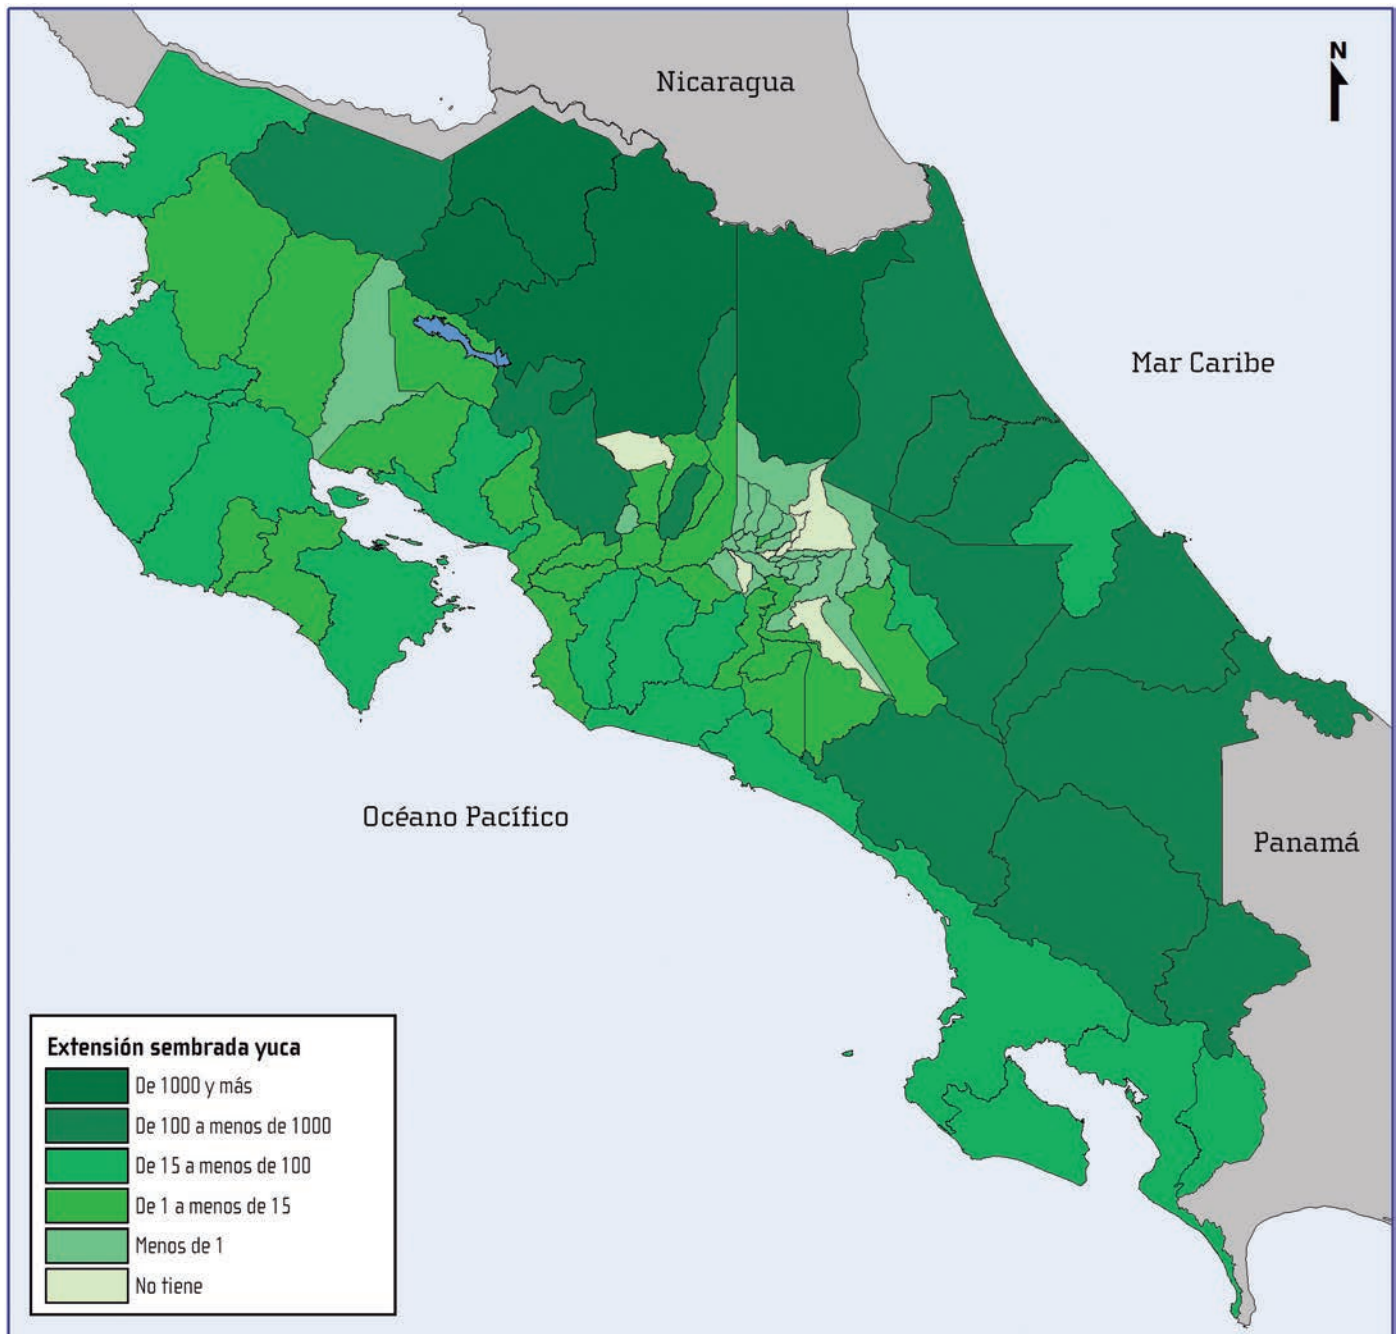 N
Nicaragua
Mar Caribe
Océano Pacífico
Panamá
Extensión sembrada yuca
De 1000 y más
De 100 a menos de 1000
De 15 a menos de 100
De 1 a menos de 15
Menos de 1
No tiene